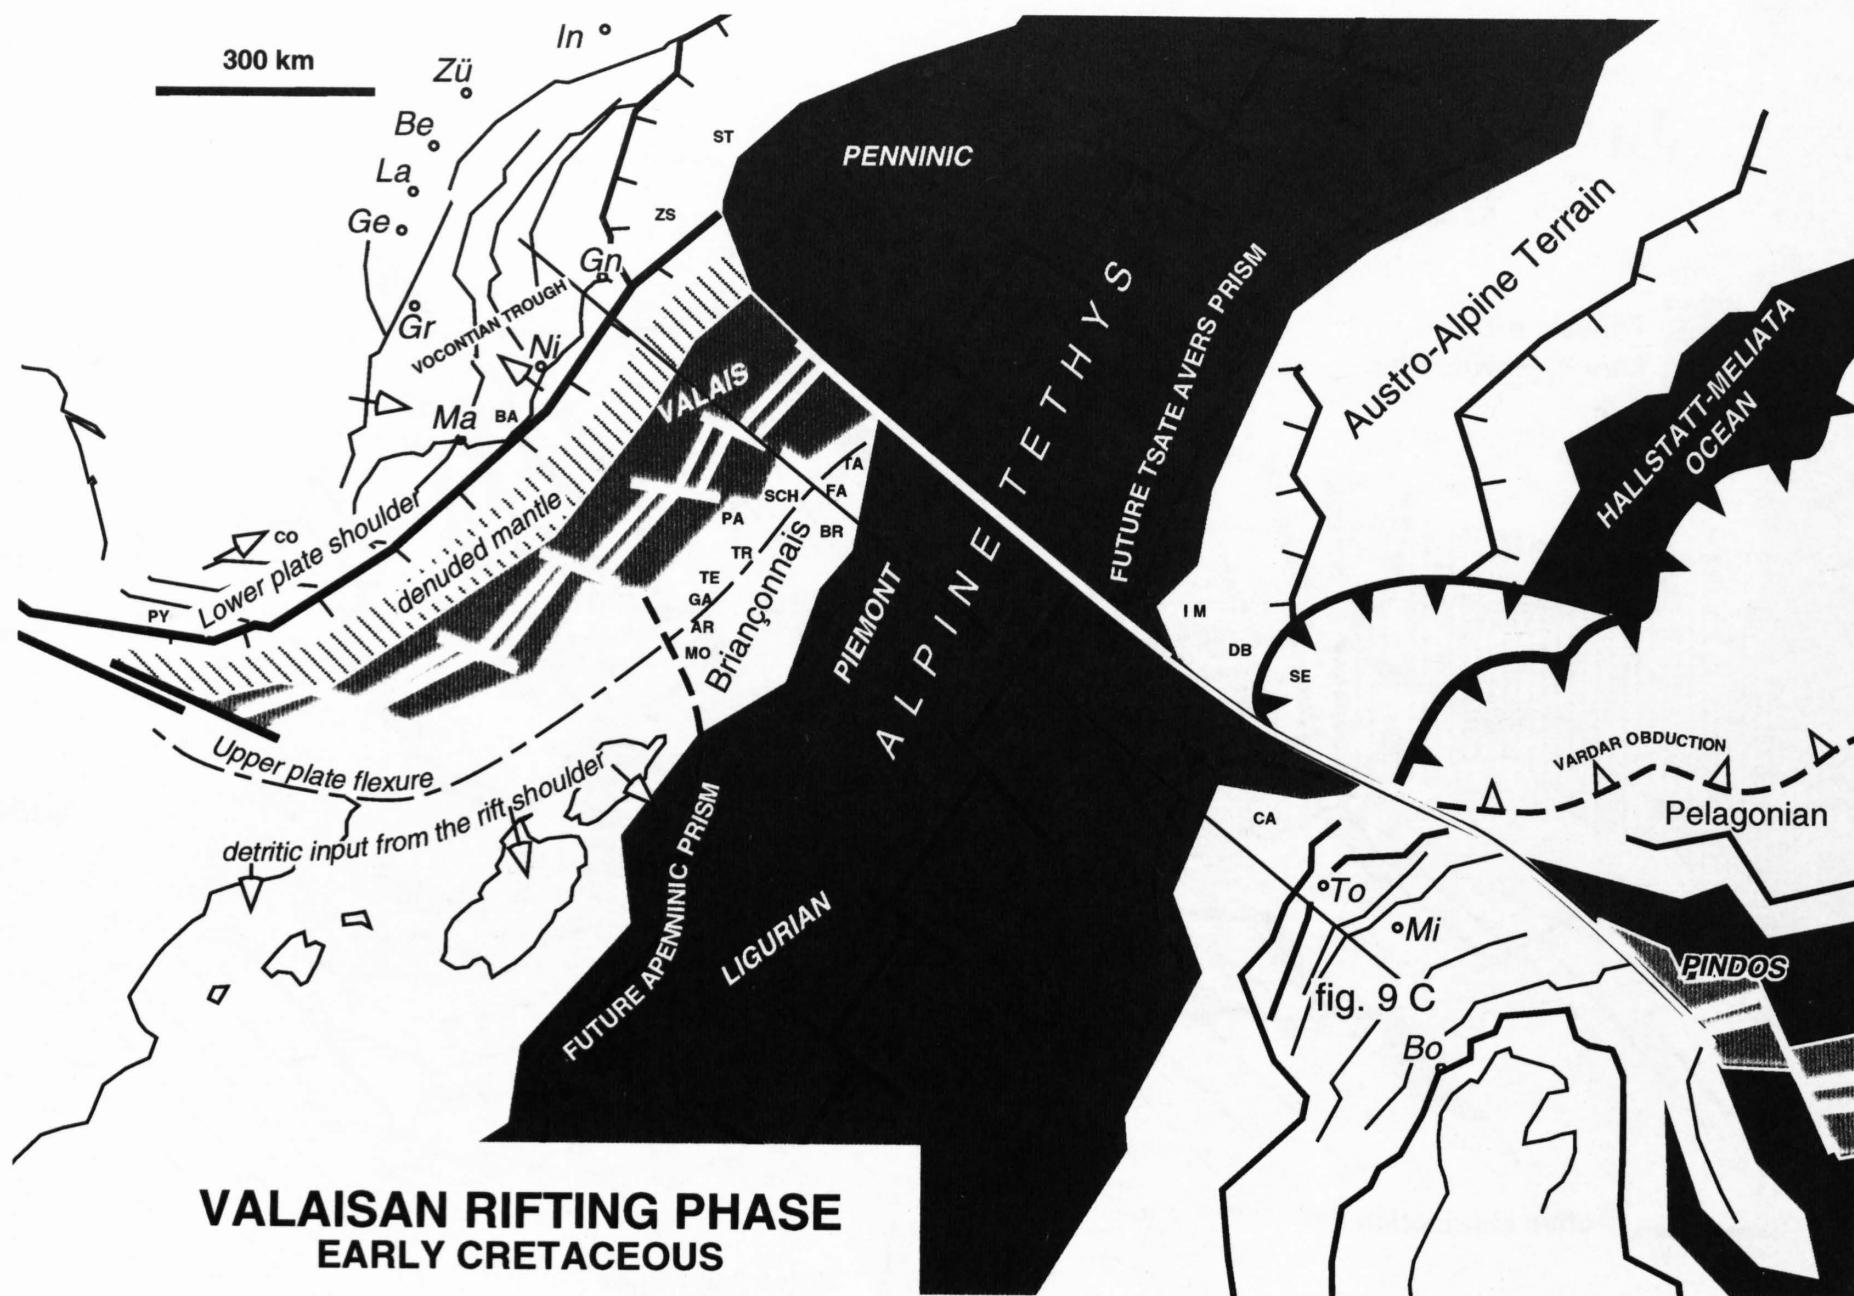 300 km
In
Zü
Be
La
Ge
Gr
Gn
Ni
Ma
BA
ST
ZS
VOCONTIAN TROUGH
PENNINIC
VALAIS
CO
PY
Lower plate shoulder
denuded mantle
TA
FA
SCH
PA
BR
TR
TE
GA
AR
MO
Briançonnais
PIEMONT
ALPINE TETHYS
FUTURE TSATE AVERS PRISM
Austro-Alpine Terrain
HALLSTATT-MELIATA
OCEAN
IM
DB
SE
VARDAR OBDUCTION
Pelagonian
Upper plate flexure
detritic input from the rift shoulder
FUTURE APENNINIC PRISM
LIGURIAN
CA
To
Mi
fig. 9 C
Bo
PINDOS
VALAISAN RIFTING PHASE
EARLY CRETACEOUS